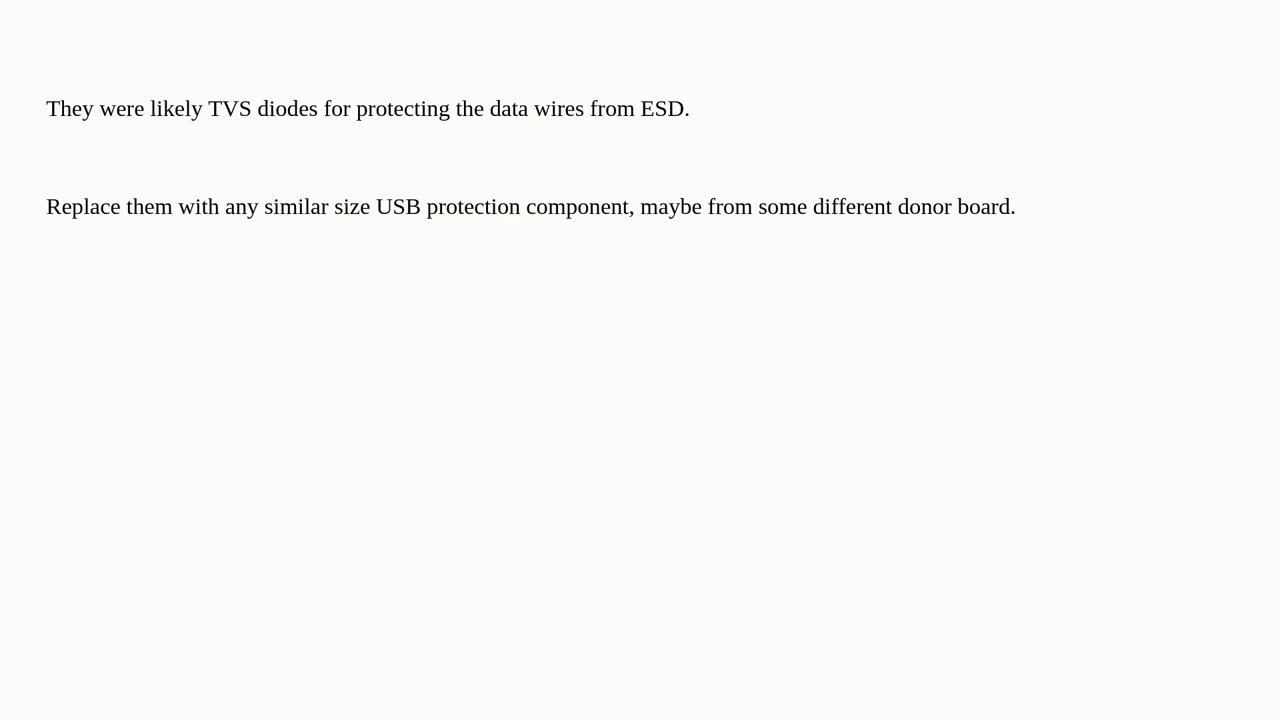 They were likely TVS diodes for protecting the data wires from ESD.
Replace them with any similar size USB protection component, maybe from some different donor board.